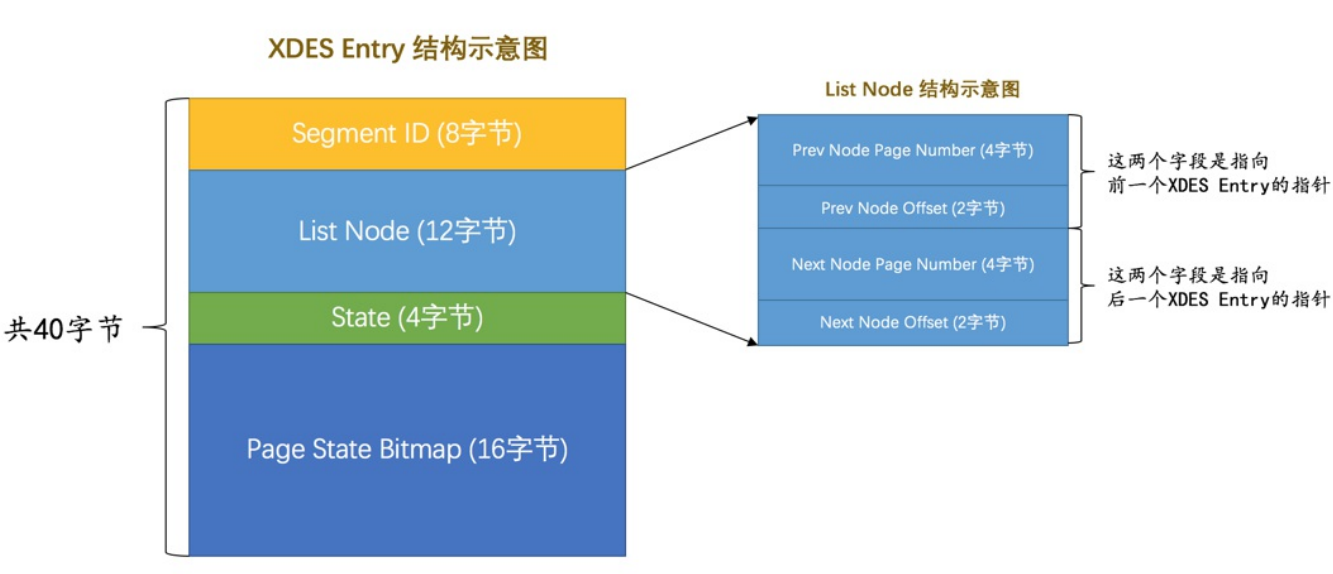 XDES Entry 结构示意图
Segment ID (8字节)
List Node (12字节)
State (4字节)
Page State Bitmap (16字节)
共40字节
List Node 结构示意图
Prev Node Page Number (4字节)
Prev Node Offset (2字节)
Next Node Page Number (4字节)
Next Node Offset (2字节)
这两个字段是指向
前一个XDES Entry的指针
这两个字段是指向
后一个XDES Entry的指针